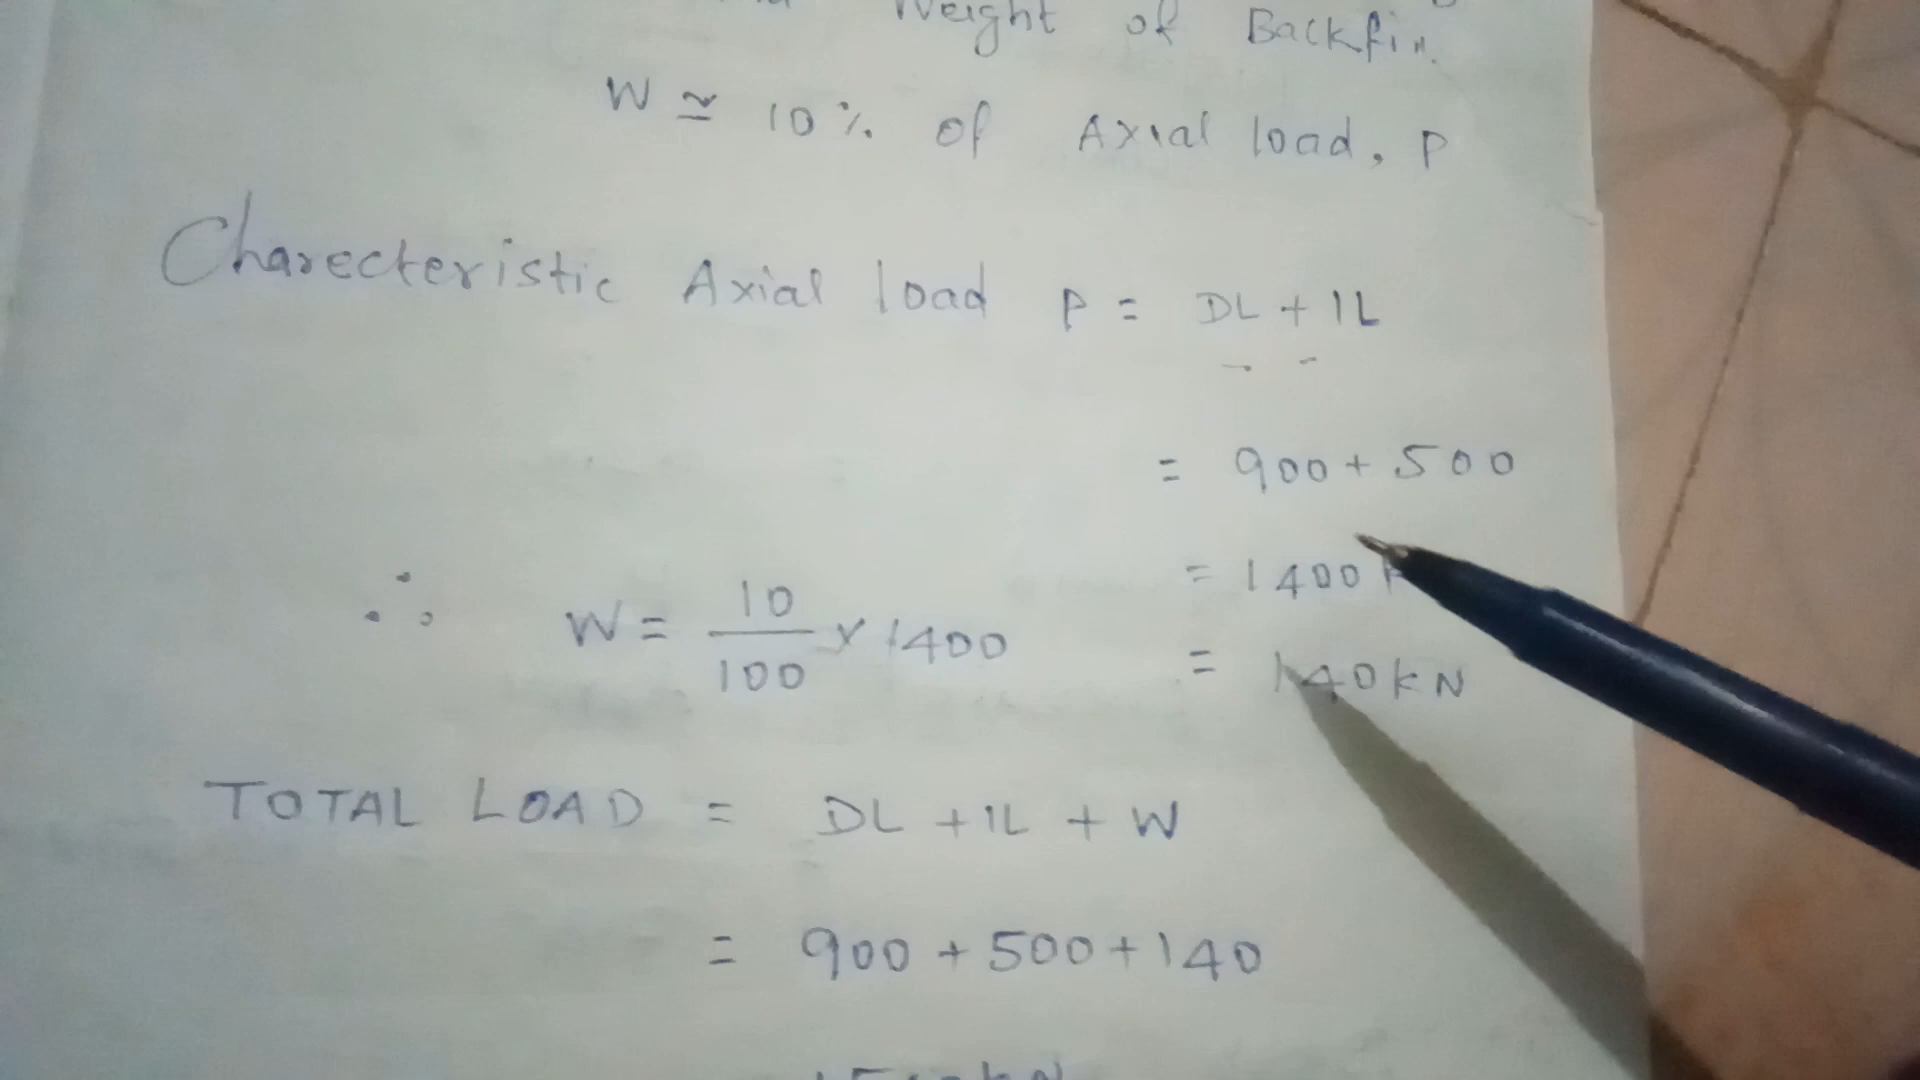 Weight of Backfill
W ≃ 10% of Axial load, P
Charecteristic Axial load P = DL + IL
= 900 + 500
= 1400
∴ W = 10/100 × 1400 = 140kN
TOTAL LOAD = DL + IL + W
= 900 + 500 + 140